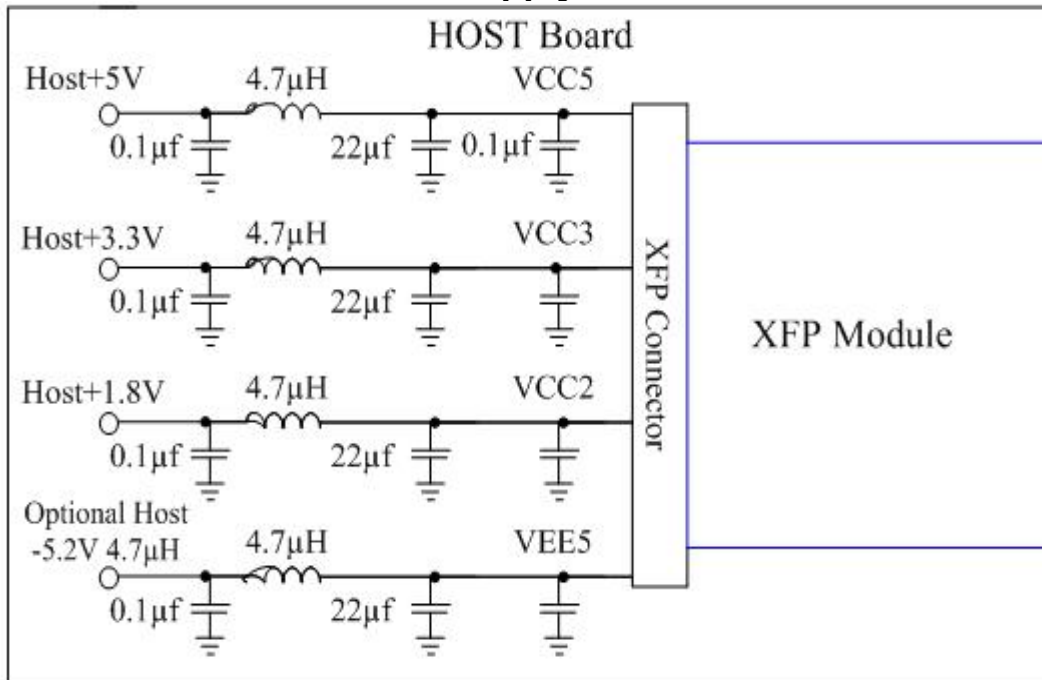 HOST Board
Host+5V
4.7μH
VCC5
0.1μf
22μf
0.1μf
Host+3.3V
4.7μH
VCC3
0.1μf
22μf
Host+1.8V
4.7μH
VCC2
0.1μf
22μf
Optional Host
-5.2V 4.7μH
4.7μH
VEE5
0.1μf
22μf
XFP Connector
XFP Module